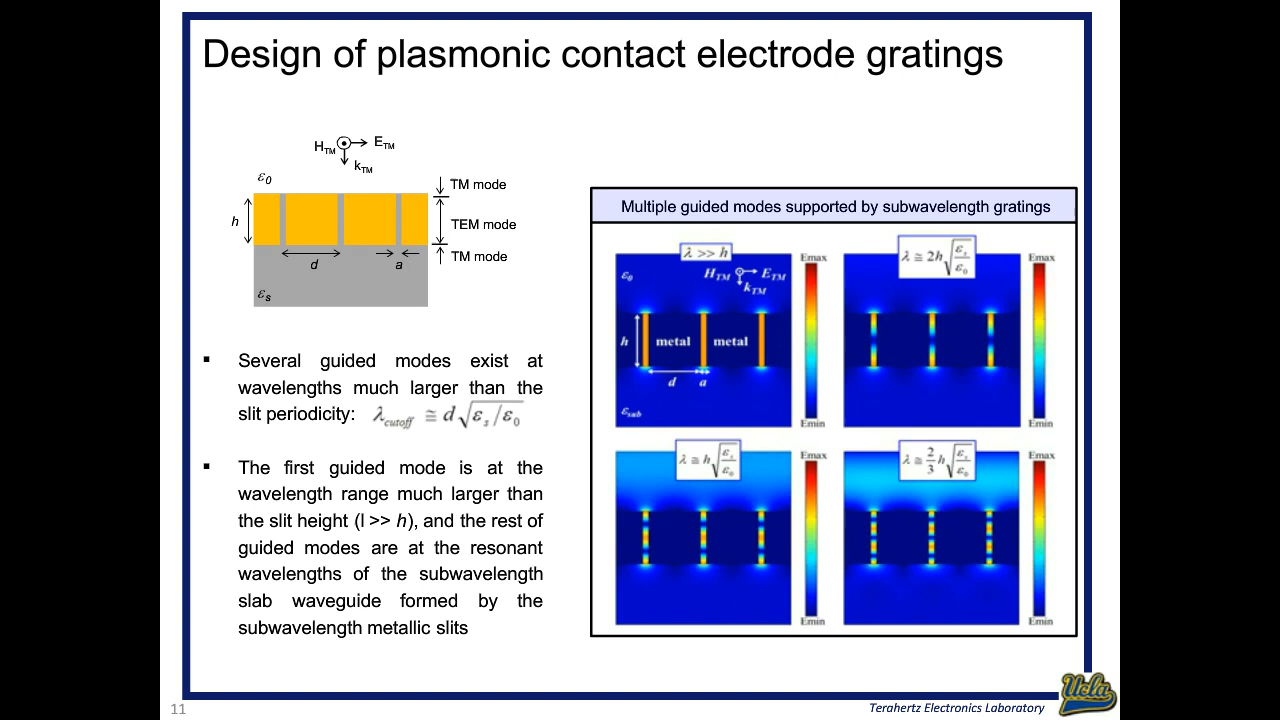 Design of plasmonic contact electrode gratings
H_TM E_TM
k_TM
ε0
TM mode
h
TEM mode
TM mode
d a
εs
▪ Several guided modes exist at
wavelengths much larger than the
slit periodicity: λcutoff ≅ d√εs/ε0
▪ The first guided mode is at the
wavelength range much larger than
the slit height (l >> h), and the rest of
guided modes are at the resonant
wavelengths of the subwavelength
slab waveguide formed by the
subwavelength metallic slits
Multiple guided modes supported by subwavelength gratings
λ >> h
Emax
ε0
H_TM E_TM
k_TM
h metal metal
d a
εsub
Emin
λ ≅ 2h√(εs/ε0)
Emax
Emin
λ ≅ h√(εs/ε0)
Emax
Emin
λ ≅ 2/3 h√(εs/ε0)
Emax
Emin
Ucla
Terahertz Electronics Laboratory
11